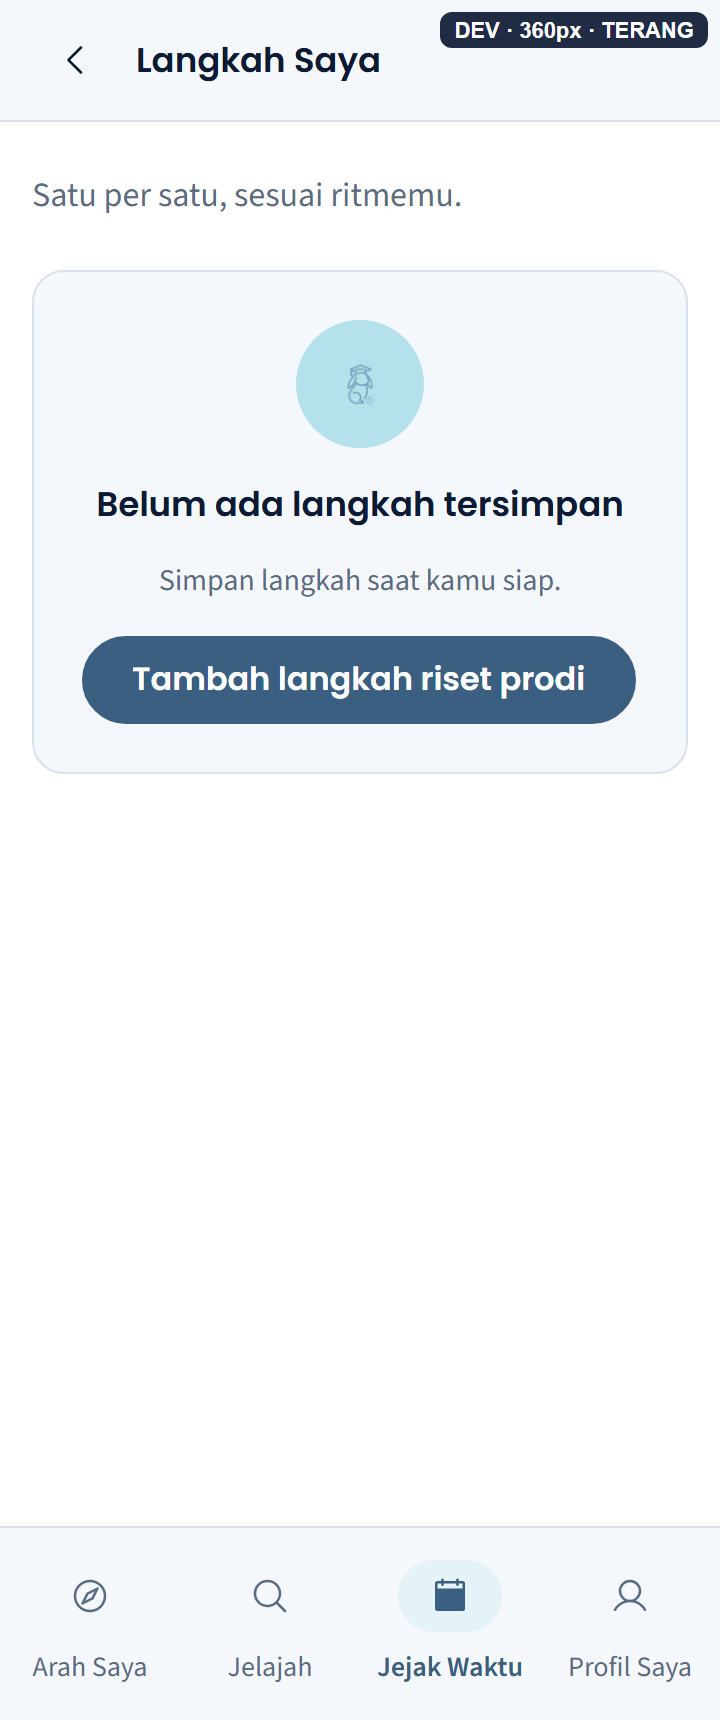 DEV · 360px · TERANG
Langkah Saya
Satu per satu, sesuai ritmemu.
Belum ada langkah tersimpan
Simpan langkah saat kamu siap.
Tambah langkah riset prodi
Arah Saya
Jelajah
Jejak Waktu
Profil Saya